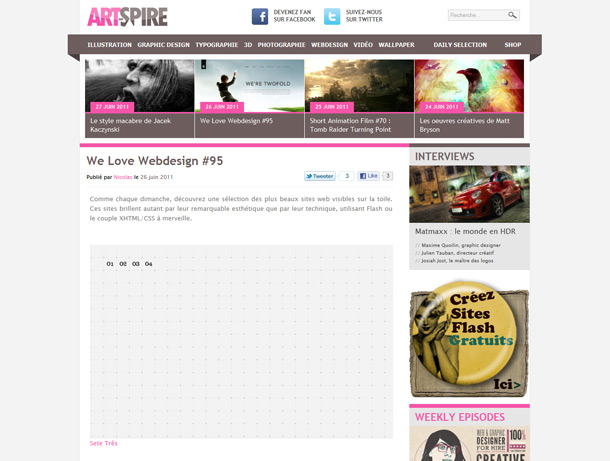 ARTSPIRE
DEVENEZ FAN
SUR FACEBOOK
SUIVEZ-NOUS
SUR TWITTER
Recherche...
ILLUSTRATION GRAPHIC DESIGN TYPOGRAPHIE 3D PHOTOGRAPHIE WEBDESIGN VIDÉO WALLPAPER DAILY SELECTION SHOP
27 JUIN 2011
Le style macabre de Jacek
Kaczynski
WE'RE TWOFOLD
26 JUIN 2011
We Love Webdesign #95
25 JUIN 2011
Short Animation Film #70 :
Tomb Raider Turning Point
24 JUIN 2011
Les oeuvres créatives de Matt
Bryson
We Love Webdesign #95
Publié par Nicolas le 26 juin 2011
Tweeter 3
Like 3
Comme chaque dimanche, découvrez une sélection des plus beaux sites web visibles sur la toile.
Ces sites brillent autant par leur remarquable esthétique que par leur technique, utilisant Flash ou
le couple XHTML/CSS à merveille.
01 02 03 04
Sete Três
INTERVIEWS
Matmaxx : le monde en HDR
// Maxime Quoilin, graphic designer
// Julien Tauban, directeur créatif
// Josiah Jost, le maître des logos
Créez
Sites
Flash
Gratuits
Ici>
WEEKLY EPISODES
WEB & GRAPHIC
DESIGNER
FOR HIRE
100%
CREATIVE